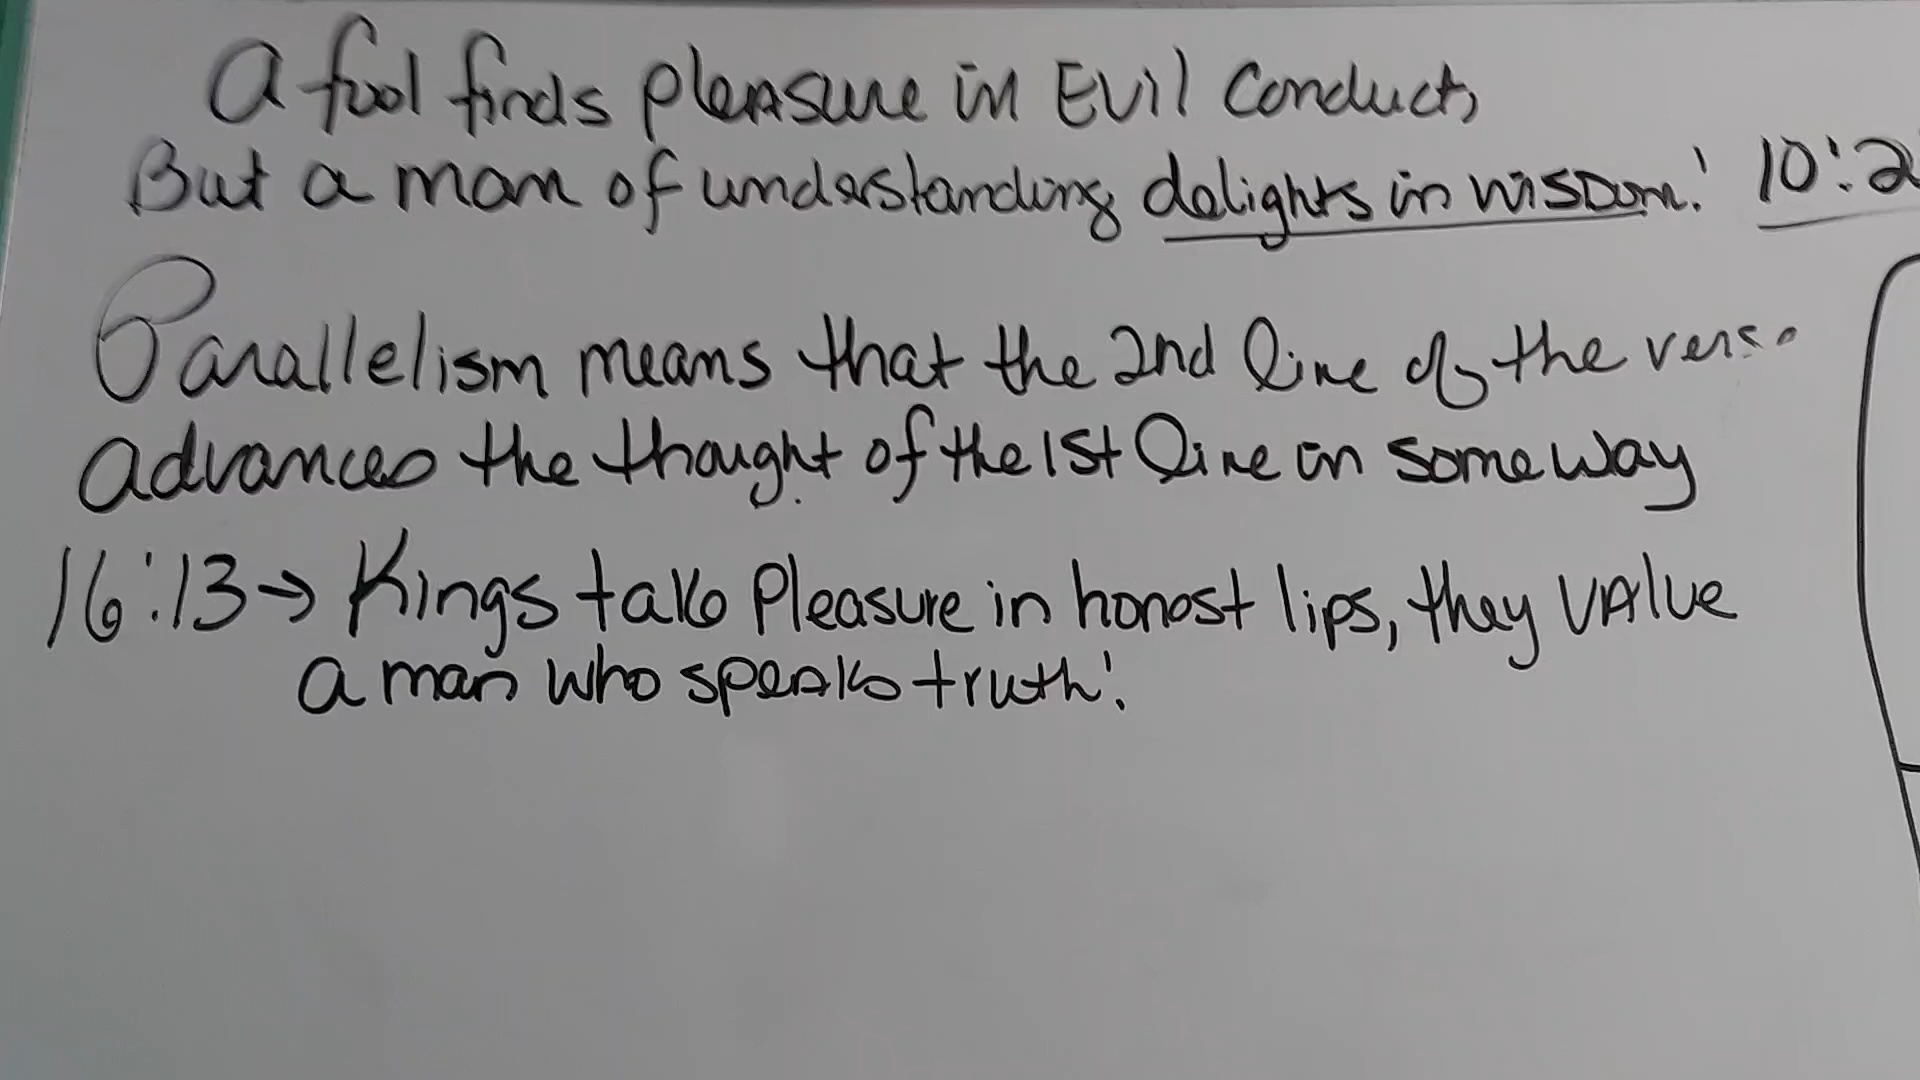 A fool finds pleasure in Evil Conduct,
But a man of understanding delights in wisdom! 10:2
Parallelism means that the 2nd line of the verse
advances the thought of the 1st line in some way
16:13→ Kings take Pleasure in honest lips, they VAlue
a man who speaks truth!